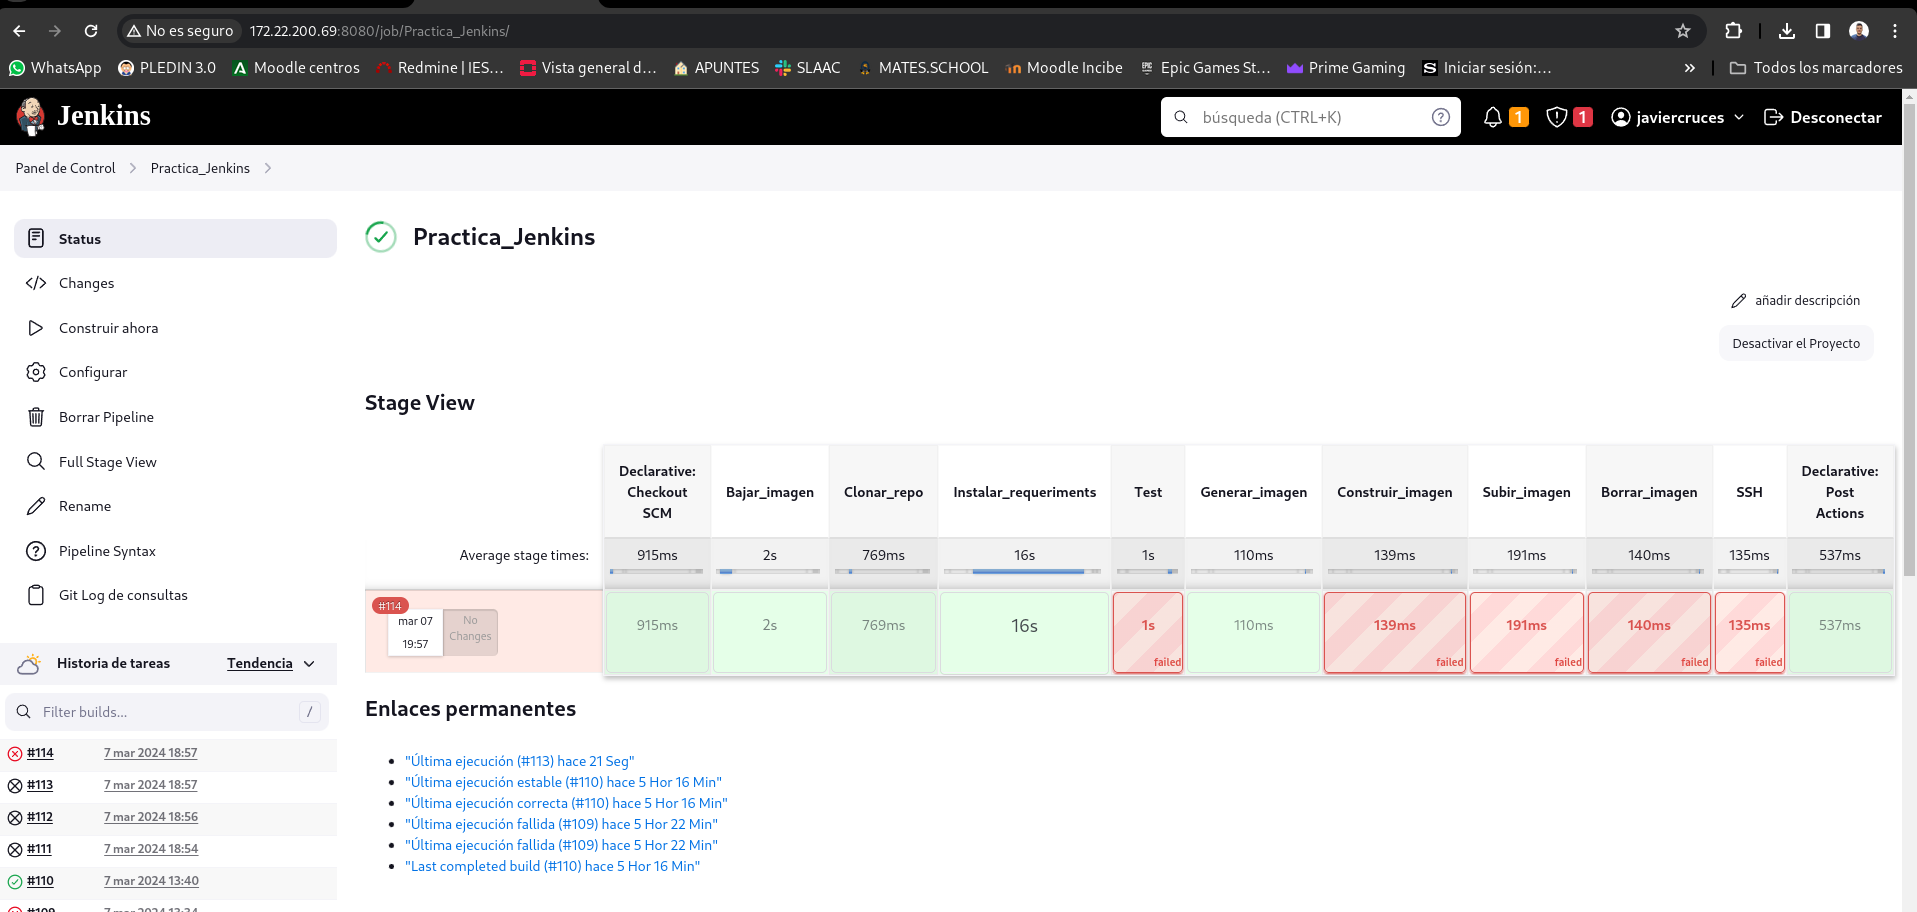 No es seguro 172.22.200.69:8080/job/Practica_Jenkins/
WhatsApp PLEDIN 3.0 Moodle centros Redmine | IES... Vista general d... APUNTES SLAAC MATES.SCHOOL Moodle Incibe Epic Games St... Prime Gaming Iniciar sesión:... » Todos los marcadores
Jenkins
búsqueda (CTRL+K) ?
1
1
javiercruces
Desconectar
Panel de Control
Practica_Jenkins
Status
Changes
Construir ahora
Configurar
Borrar Pipeline
Full Stage View
Rename
Pipeline Syntax
Git Log de consultas
Historia de tareas Tendencia
Filter builds... /
#114 7 mar 2024 18:57
#113 7 mar 2024 18:57
#112 7 mar 2024 18:56
#111 7 mar 2024 18:54
#110 7 mar 2024 13:40
#109 7 mar 2024 13:34
Practica_Jenkins
añadir descripción
Desactivar el Proyecto
Stage View
Declarative: Checkout SCM
Bajar_imagen
Clonar_repo
Instalar_requeriments
Test
Generar_imagen
Construir_imagen
Subir_imagen
Borrar_imagen
SSH
Declarative: Post Actions
Average stage times: 915ms 2s 769ms 16s 1s 110ms 139ms 191ms 140ms 135ms 537ms
#114
mar 07
19:57
No Changes
915ms 2s 769ms 16s 1s 110ms 139ms 191ms 140ms 135ms 537ms
failed failed failed failed failed
Enlaces permanentes
"Última ejecución (#113) hace 21 Seg"
"Última ejecución estable (#110) hace 5 Hor 16 Min"
"Última ejecución correcta (#110) hace 5 Hor 16 Min"
"Última ejecución fallida (#109) hace 5 Hor 22 Min"
"Última ejecución fallida (#109) hace 5 Hor 22 Min"
"Last completed build (#110) hace 5 Hor 16 Min"